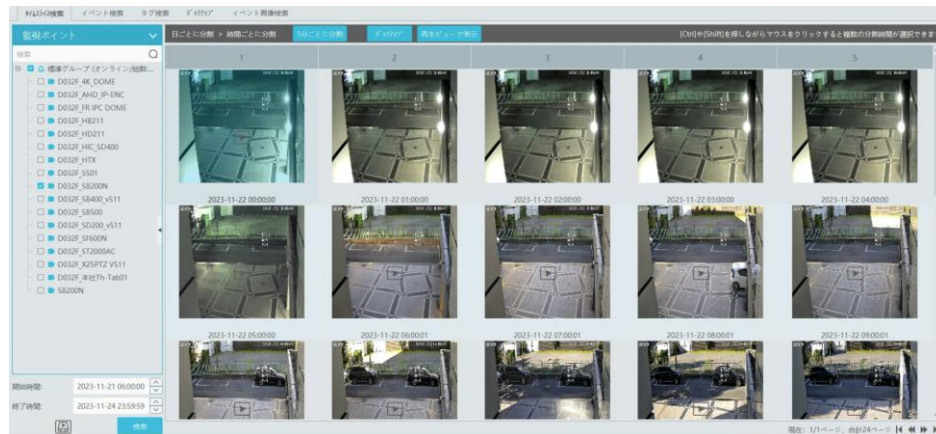 ﾀｲﾑｽﾗｲｽ検索 イベント検索 タグ検索 ﾊﾞｯｸｱｯﾌﾟ イベント画像検索
監視ポイント
日ごとに分割 > 時間ごとに分割 5分ごとに分割 ﾊﾞｯｸｱｯﾌﾟ 再生ビューで表示 [Ctrl]や[Shift]を押しながらマウスをクリックすると複数の分割時間が選択できま
検索
1 2 3 4 5
標準グループ (オンライン/総数...
D032F_4K_DOME
D032F_AHD_IP-ENC
D032F_FR IPC DOME
D032F_HB211
D032F_HD211
D032F_HIC_SD400
D032F_HTX
D032F_SS01
D032F_SB200N
D032F_SB400_vS11
D032F_SB500
D032F_SD200_vS11
D032F_SF600N
D032F_ST2000AC
D032F_X25PTZ VS11
D032F_本社Th-Tab01
SB200N
2023-11-22 00:00:00 2023-11-22 01:00:00 2023-11-22 02:00:00 2023-11-22 03:00:00 2023-11-22 04:00:00
2023-11-22 05:00:00 2023-11-22 06:00:01 2023-11-22 07:00:01 2023-11-22 08:00:01 2023-11-22 09:00:01
開始時間: 2023-11-21 06:00:00
終了時間: 2023-11-24 23:59:59
検索
現在: 1/1ページ、合計24ページ